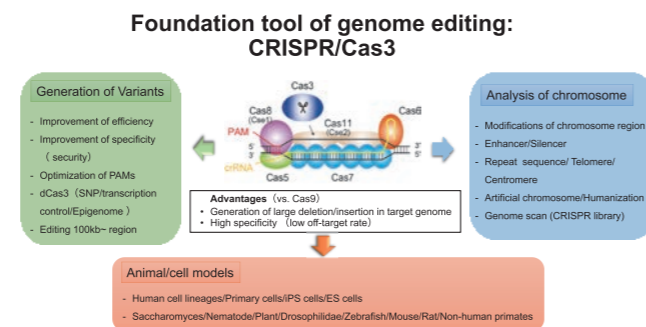 Foundation tool of genome editing:
CRISPR/Cas3
Generation of Variants
- Improvement of efficiency
- Improvement of specificity
( security)
- Optimization of PAMs
- dCas3 (SNP/transcription
control/Epigenome )
- Editing 100kb~ region
Cas3
Cas8
(Cse1)
Cas11
(Cse2)
Cas6
PAM
crRNA
Cas5
Cas7
3'
5'
5'
3'
Advantages (vs. Cas9)
• Generation of large deletion/insertion in target genome
• High specificity (low off-target rate)
Analysis of chromosome
- Modifications of chromosome region
- Enhancer/Silencer
- Repeat sequence/ Telomere/
Centromere
- Artificial chromosome/Humanization
- Genome scan (CRISPR library)
Animal/cell models
- Human cell lineages/Primary cells/iPS cells/ES cells
- Saccharomyces/Nematode/Plant/Drosophilidae/Zebrafish/Mouse/Rat/Non-human primates